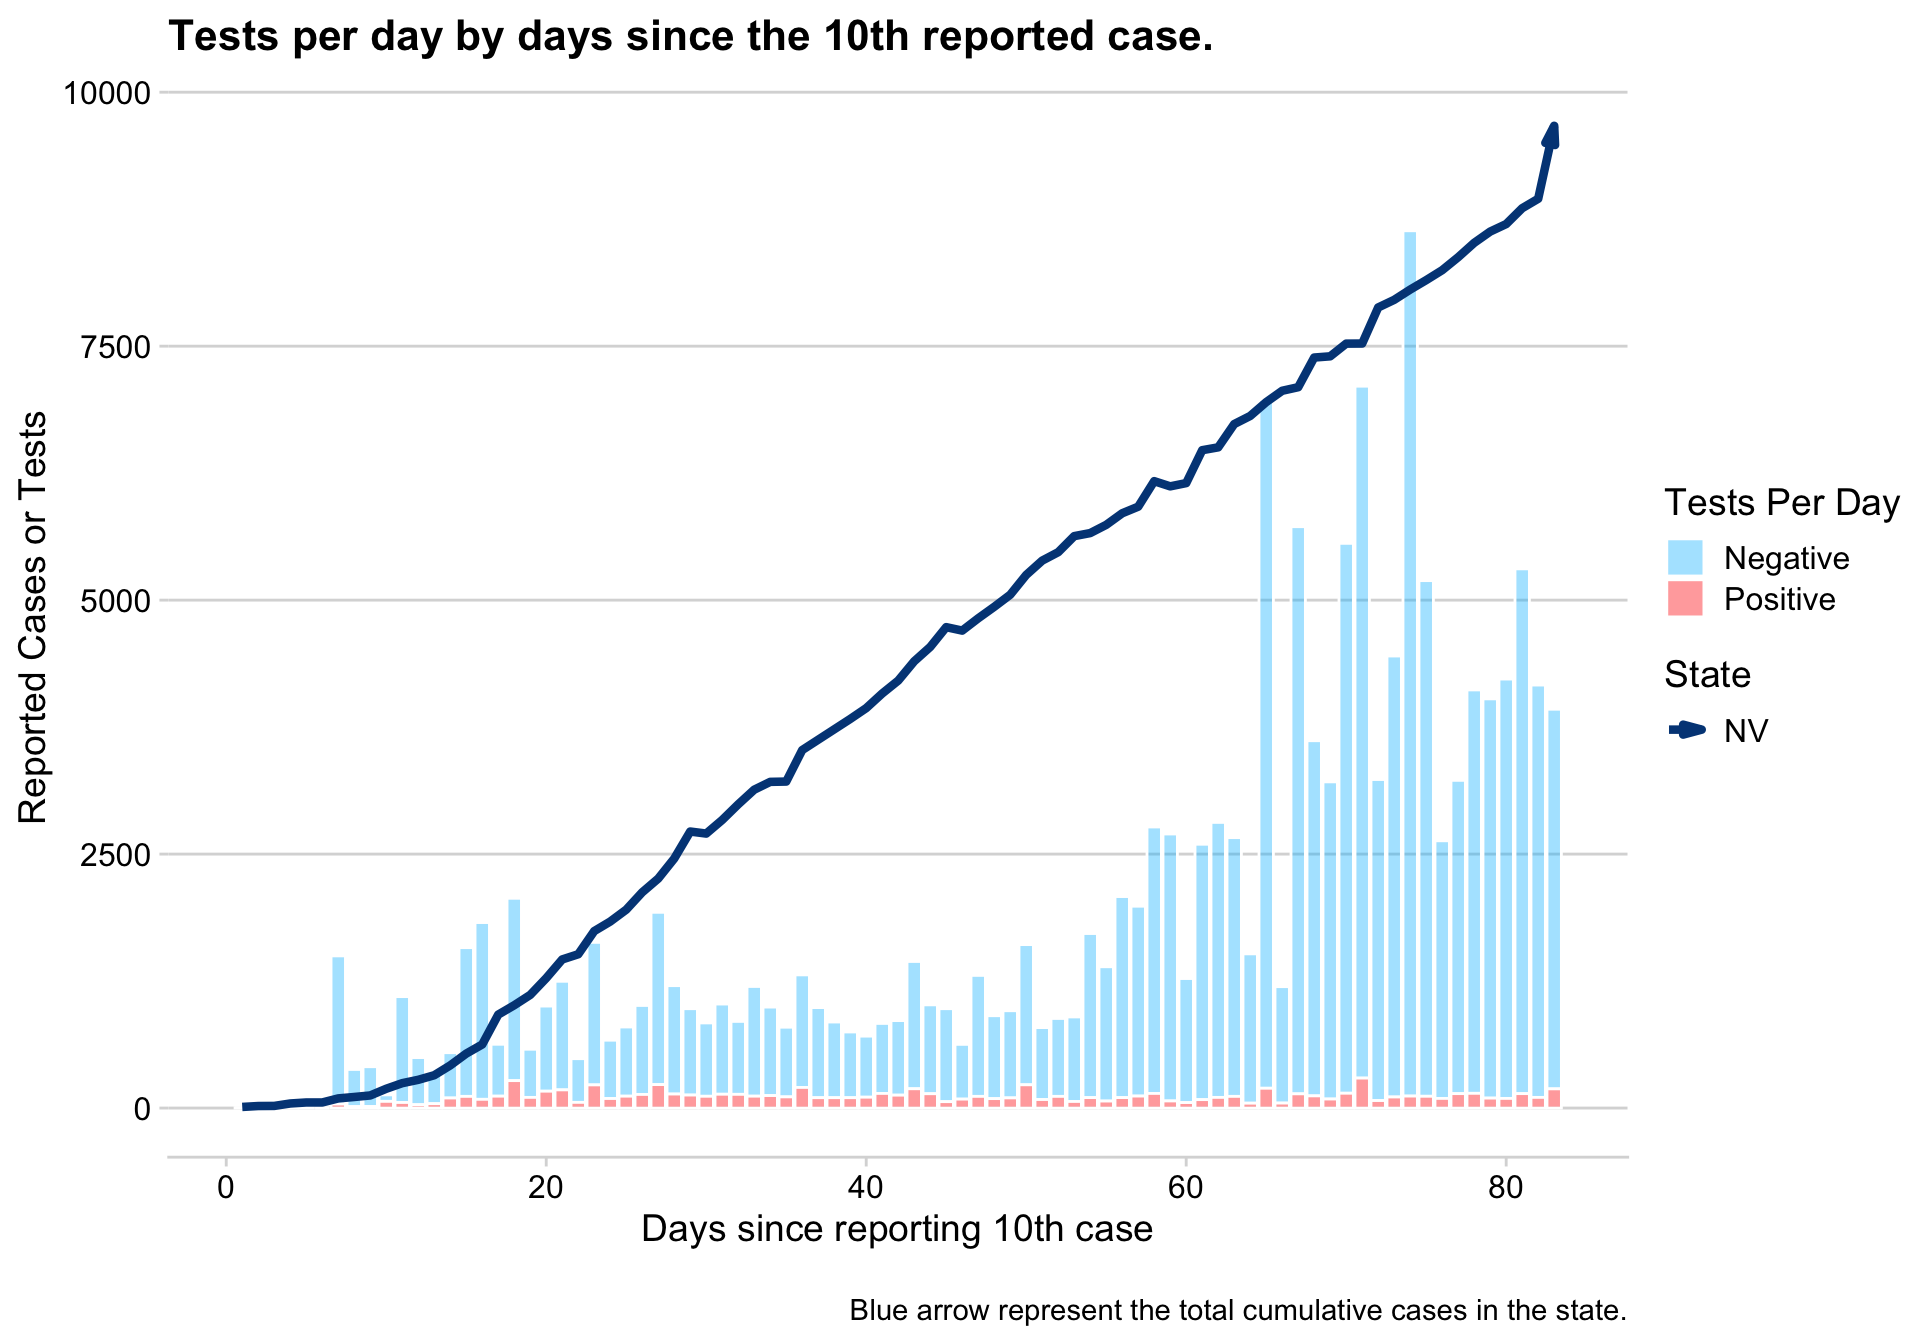 Tests per day by days since the 10th reported case.
10000
7500
5000
2500
0
Reported Cases or Tests
0 20 40 60 80
Days since reporting 10th case
Tests Per Day
Negative
Positive
State
NV
Blue arrow represent the total cumulative cases in the state.